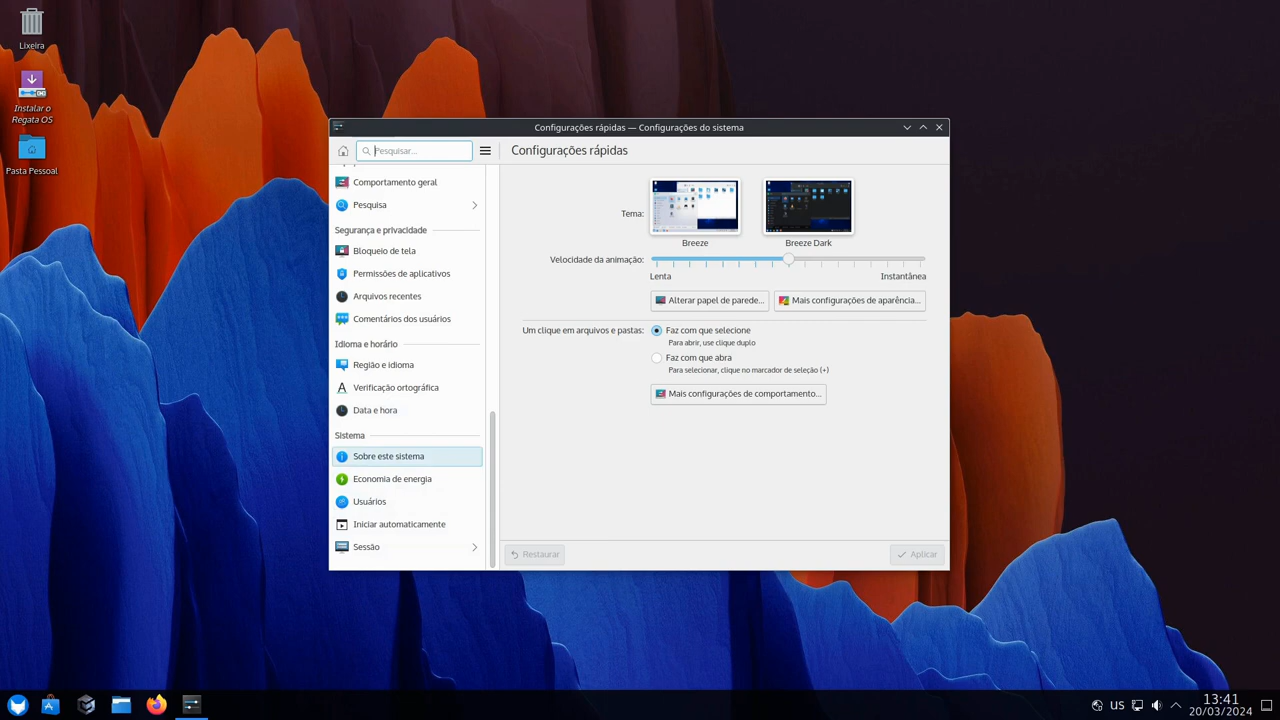 Lixeira
Instalar o
Regata OS
Pasta Pessoal
Configurações rápidas — Configurações do sistema
Pesquisar...
Configurações rápidas
Comportamento geral
Pesquisa
Segurança e privacidade
Bloqueio de tela
Permissões de aplicativos
Arquivos recentes
Comentários dos usuários
Idioma e horário
Região e idioma
Verificação ortográfica
Data e hora
Sistema
Sobre este sistema
Economia de energia
Usuários
Iniciar automaticamente
Sessão
Tema:
Breeze
Breeze Dark
Velocidade da animação:
Lenta
Instantânea
Alterar papel de parede...
Mais configurações de aparência...
Um clique em arquivos e pastas:
Faz com que selecione
Para abrir, use clique duplo
Faz com que abra
Para selecionar, clique no marcador de seleção (+)
Mais configurações de comportamento...
Restaurar
Aplicar
US
13:41
20/03/2024